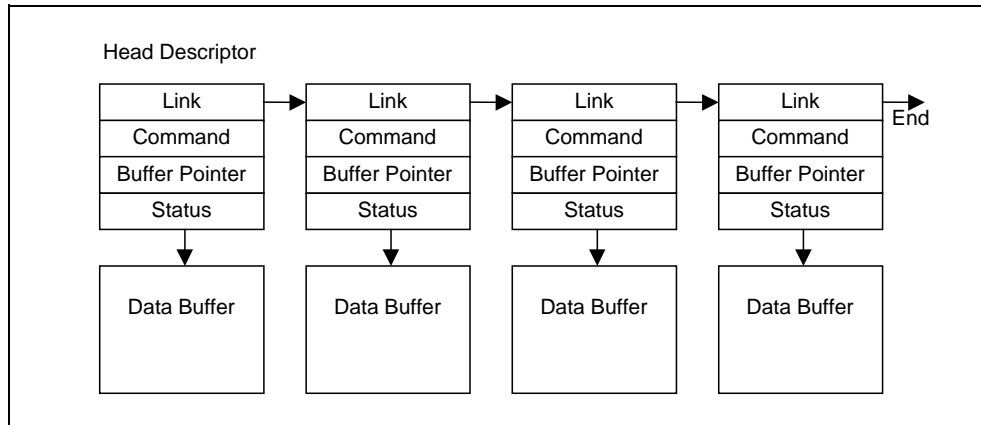 Head Descriptor
Link
Command
Buffer Pointer
Status
Data Buffer
Link
Command
Buffer Pointer
Status
Data Buffer
Link
Command
Buffer Pointer
Status
Data Buffer
Link
Command
Buffer Pointer
Status
Data Buffer
End